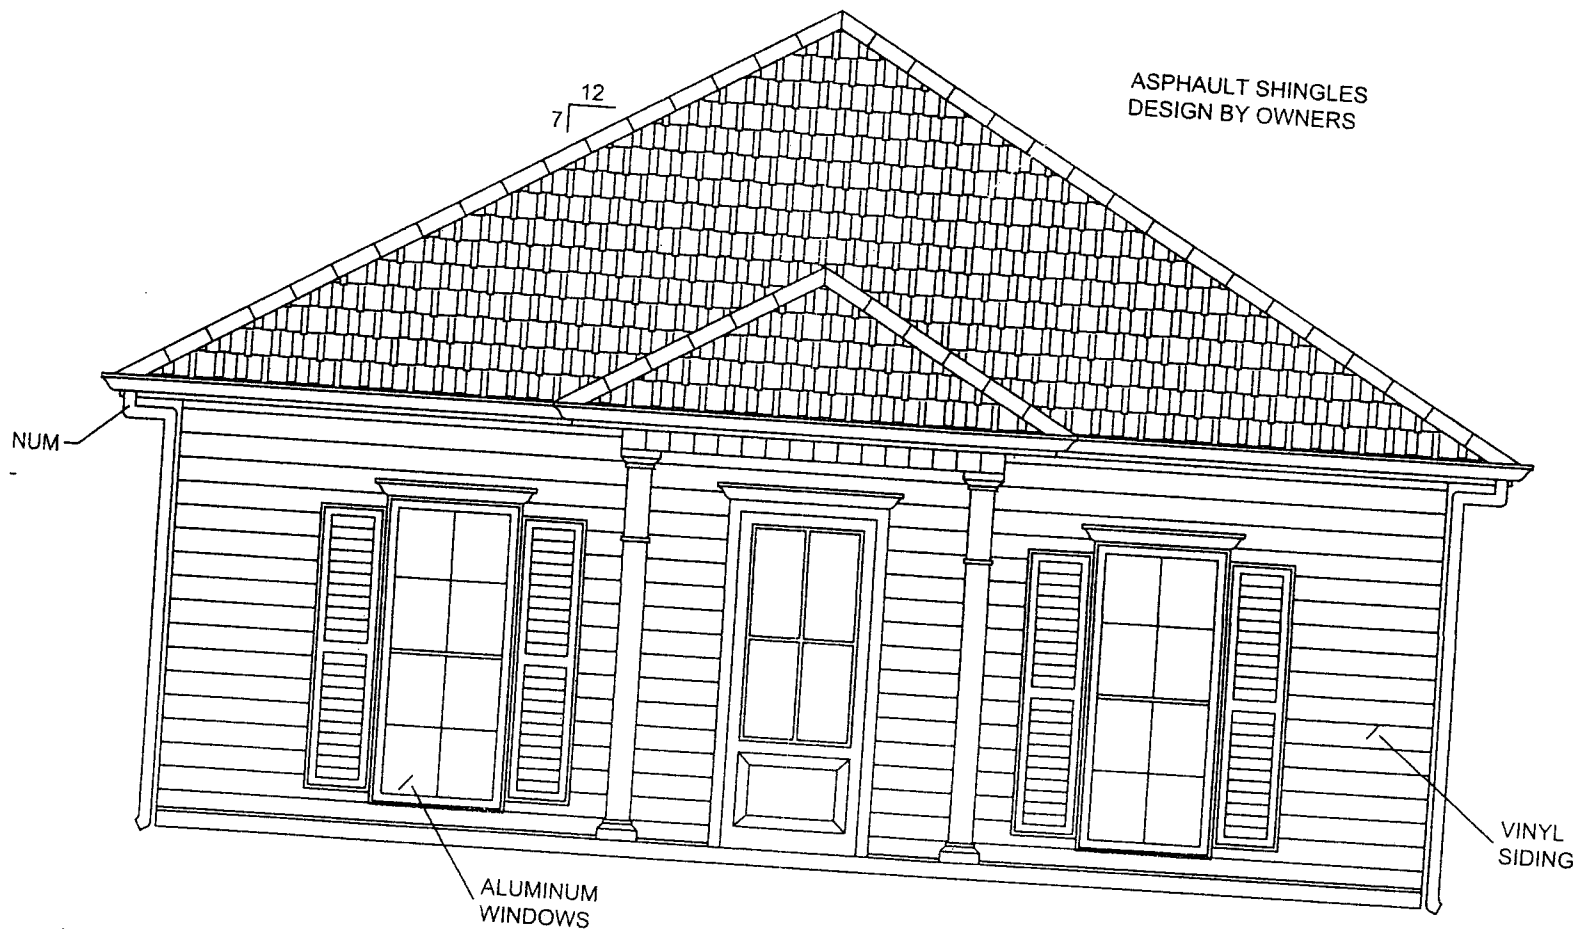 12
7
ASPHAULT SHINGLES
DESIGN BY OWNERS
NUM
VINYL
SIDING
ALUMINUM
WINDOWS